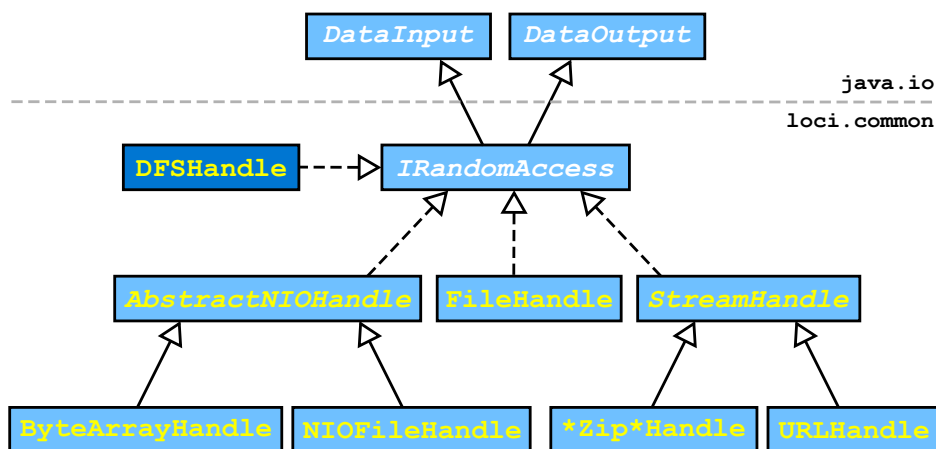 DataInput
DataOutput
java.io
loci.common
DFSHandle
IRandomAccess
AbstractNIOHandle
FileHandle
StreamHandle
ByteArrayHandle
NIOFileHandle
*Zip*Handle
URLHandle